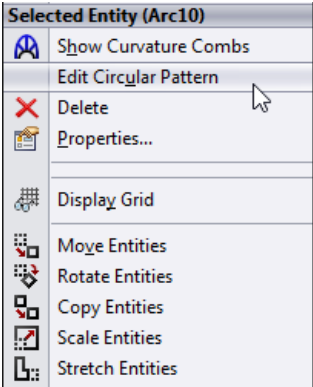 Selected Entity (Arc10)
Show Curvature Combs
Edit Circular Pattern
Delete
Properties...
Display Grid
Move Entities
Rotate Entities
Copy Entities
Scale Entities
Stretch Entities